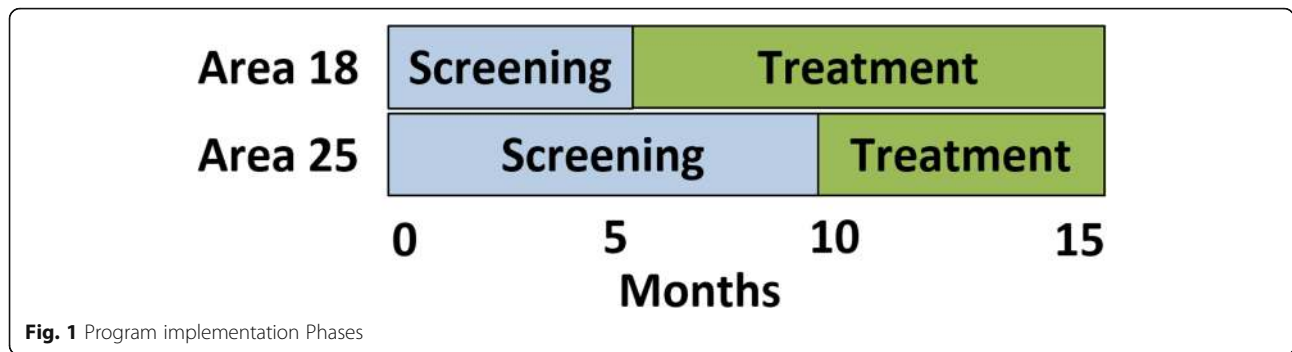 Area 18 Screening Treatment
Area 25 Screening Treatment
0 5 10 15
Months
Fig. 1 Program implementation Phases